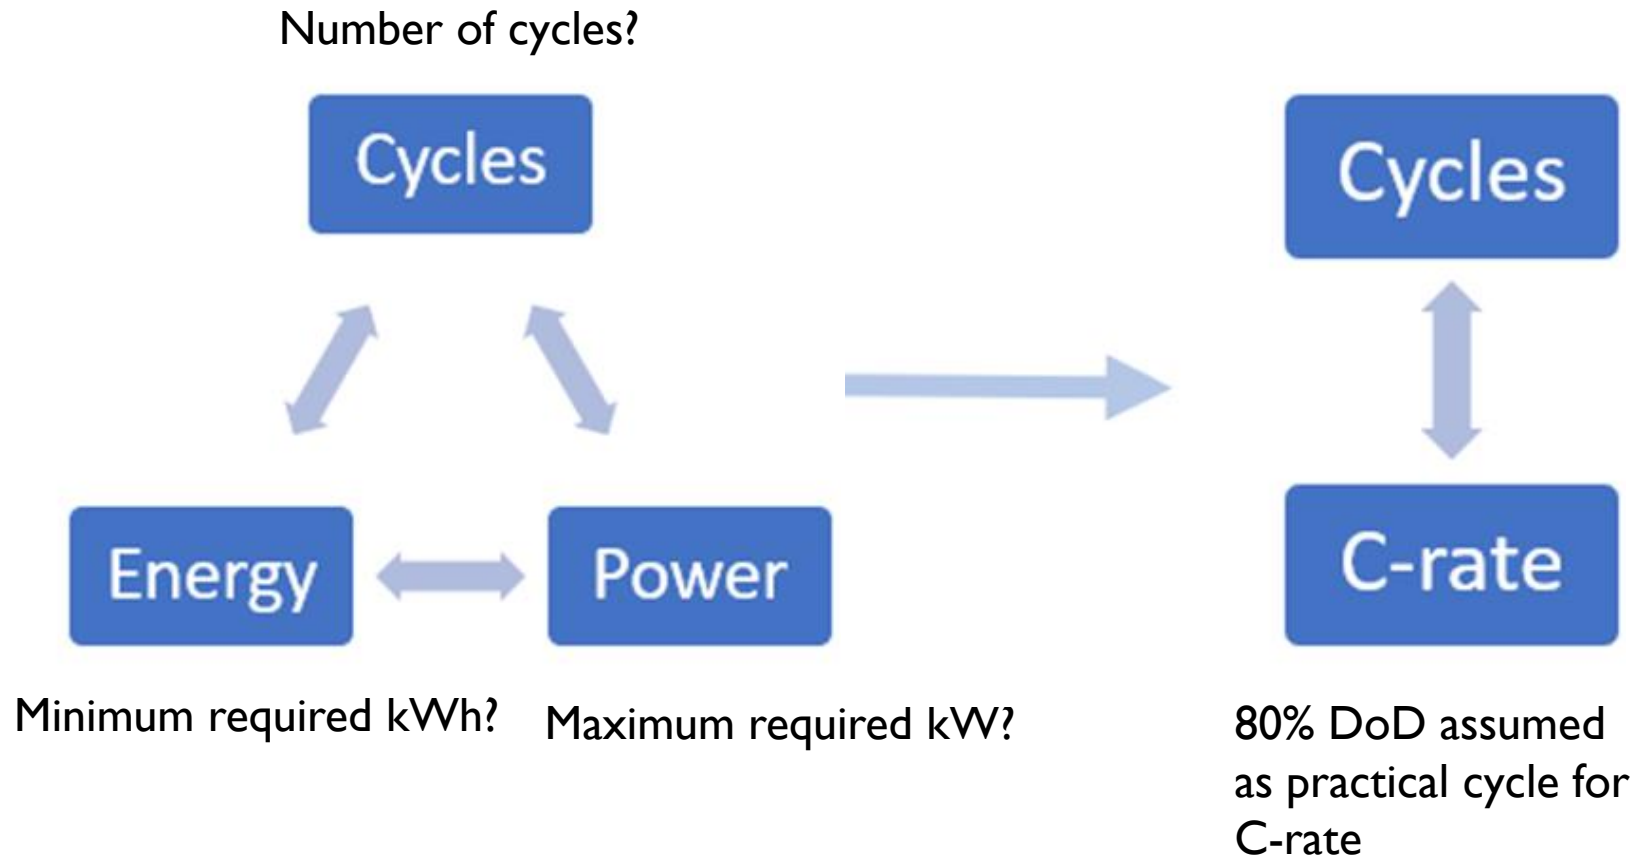 Number of cycles?
Cycles
Energy
Power
Minimum required kWh?
Maximum required kW?
Cycles
C-rate
80% DoD assumed
as practical cycle for
C-rate